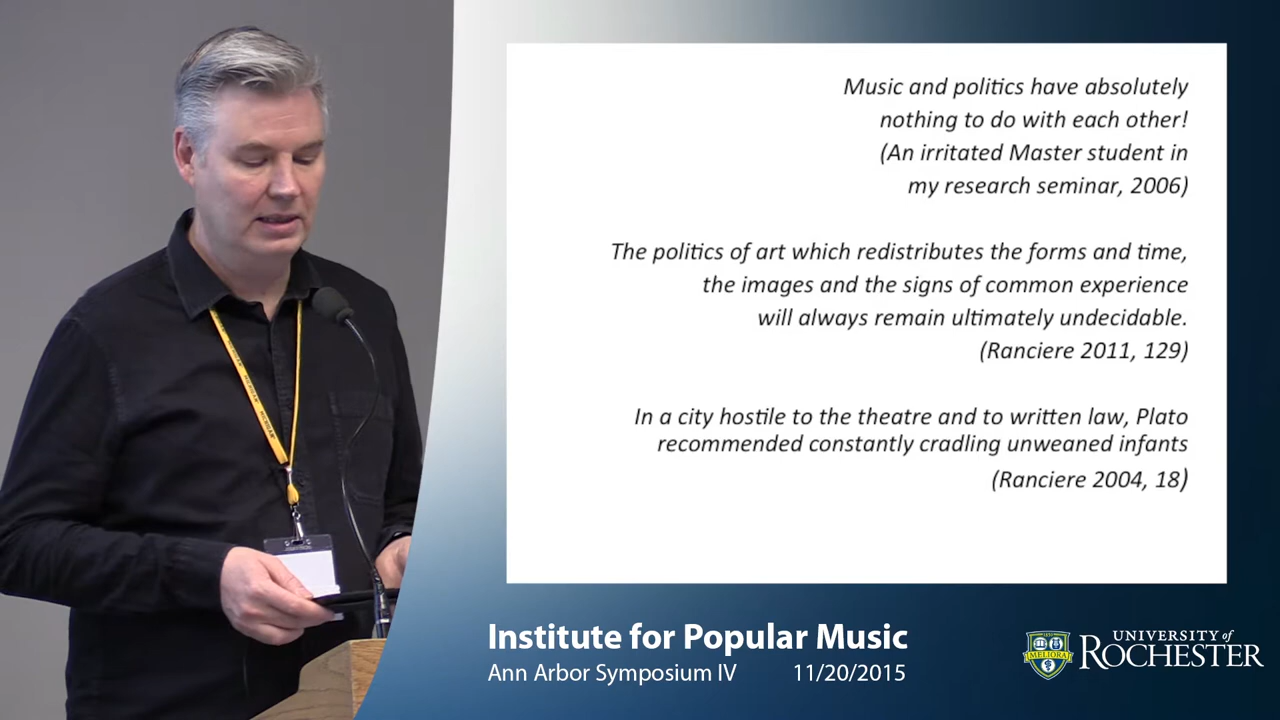 Music and politics have absolutely
nothing to do with each other!
(An irritated Master student in
my research seminar, 2006)
The politics of art which redistributes the forms and time,
the images and the signs of common experience
will always remain ultimately undecidable.
(Ranciere 2011, 129)
In a city hostile to the theatre and to written law, Plato
recommended constantly cradling unweaned infants
(Ranciere 2004, 18)
Institute for Popular Music
Ann Arbor Symposium IV 11/20/2015
MELIORA
UNIVERSITY of
ROCHESTER